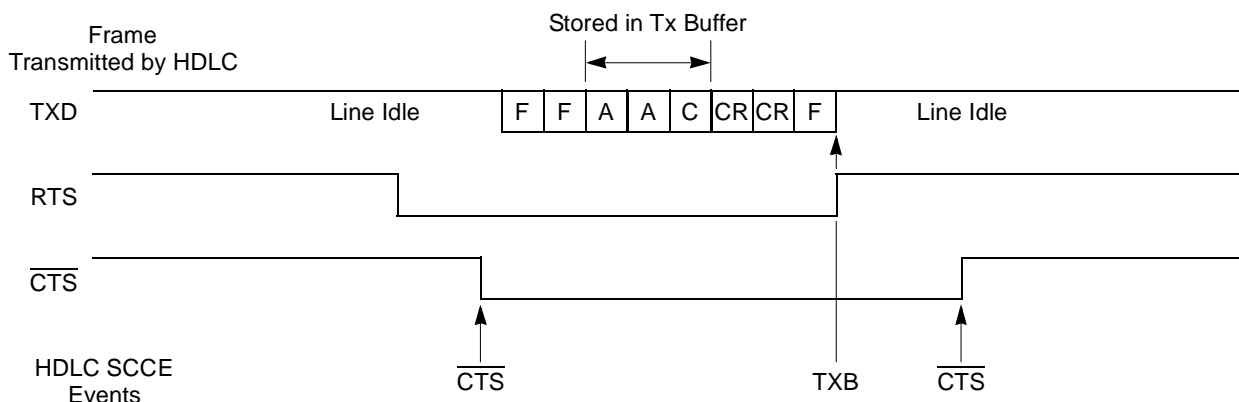 Stored in Tx Buffer
Frame
Transmitted by HDLC
TXD Line Idle F F A A C CR CR F Line Idle
RTS
CTS
HDLC SCCE
Events
CTS TXB CTS